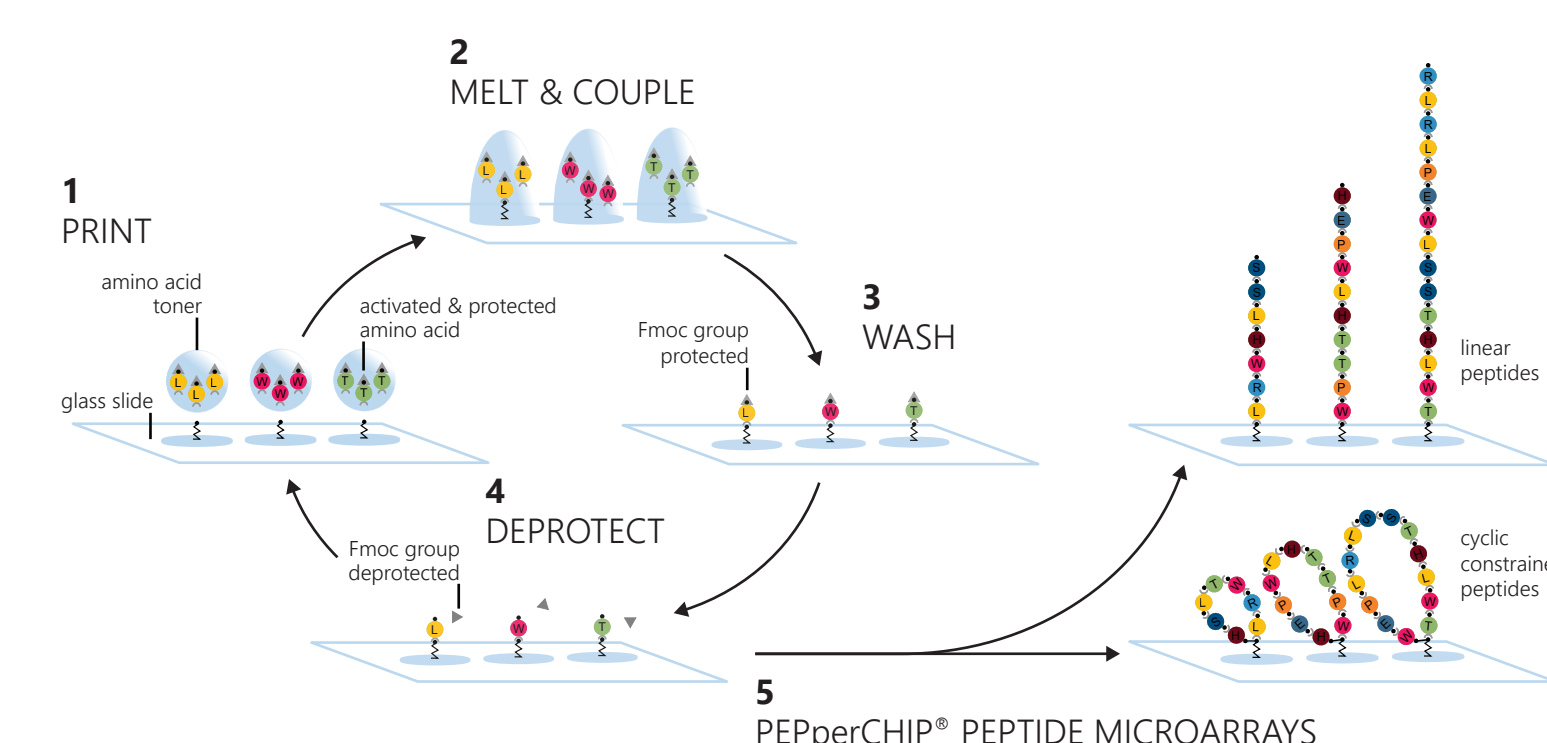 1
PRINT
amino acid
toner
activated & protected
amino acid
glass slide
L L L
W W W
T T T
2
MELT & COUPLE
L L L
W W W
T T T
3
WASH
Fmoc group
protected
L W T
4
DEPROTECT
Fmoc group
deprotected
L W T
5
PEPperCHIP® PEPTIDE MICROARRAYS
S
S
L
H
W
R
L
H
E
P
W
L
H
T
T
P
W
R
L
R
L
P
E
W
L
S
S
T
H
L
W
T
linear
peptides
L R W T L S H
W P T T H L W P E H
T W L H T S S L R L P E W
cyclic
constraine
peptides